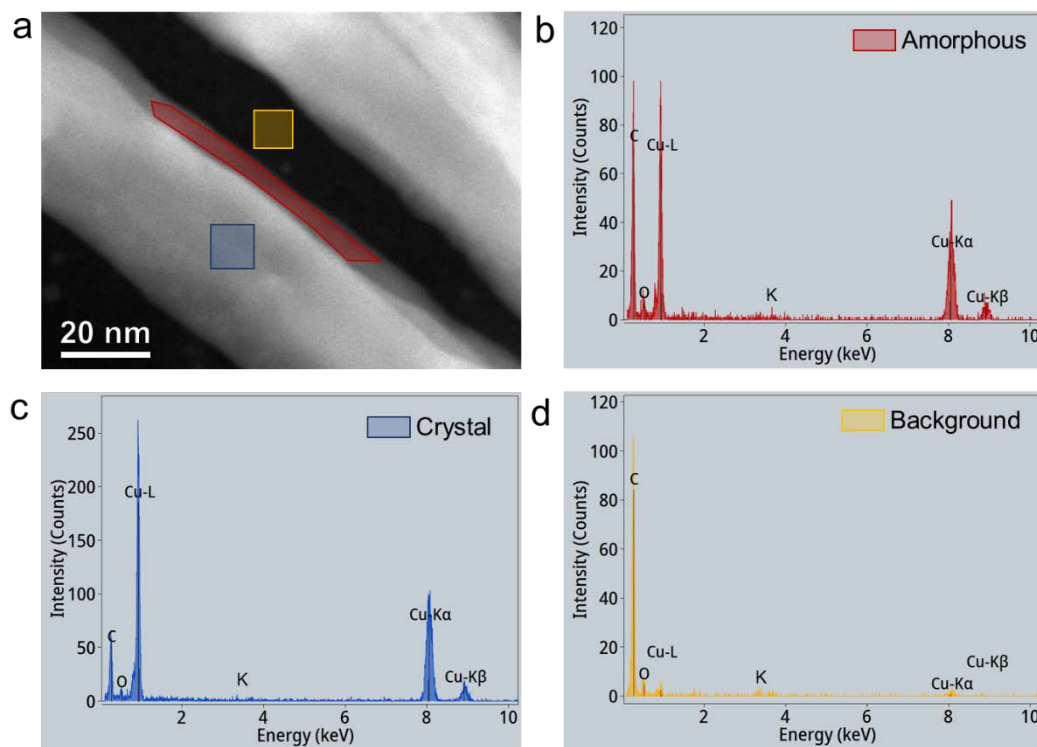 a
20 nm
b
Amorphous
120
100
80
60
40
20
0
C
Cu-L
O
K
Cu-Kα
Cu-Kβ
2
4
6
8
10
Intensity (Counts)
Energy (keV)
c
Crystal
250
200
150
100
50
0
Cu-L
C
O
K
Cu-Kα
Cu-Kβ
2
4
6
8
10
Intensity (Counts)
Energy (keV)
d
Background
120
100
80
60
40
20
0
C
O
Cu-L
K
Cu-Kβ
Cu-Kα
2
4
6
8
10
Intensity (Counts)
Energy (keV)